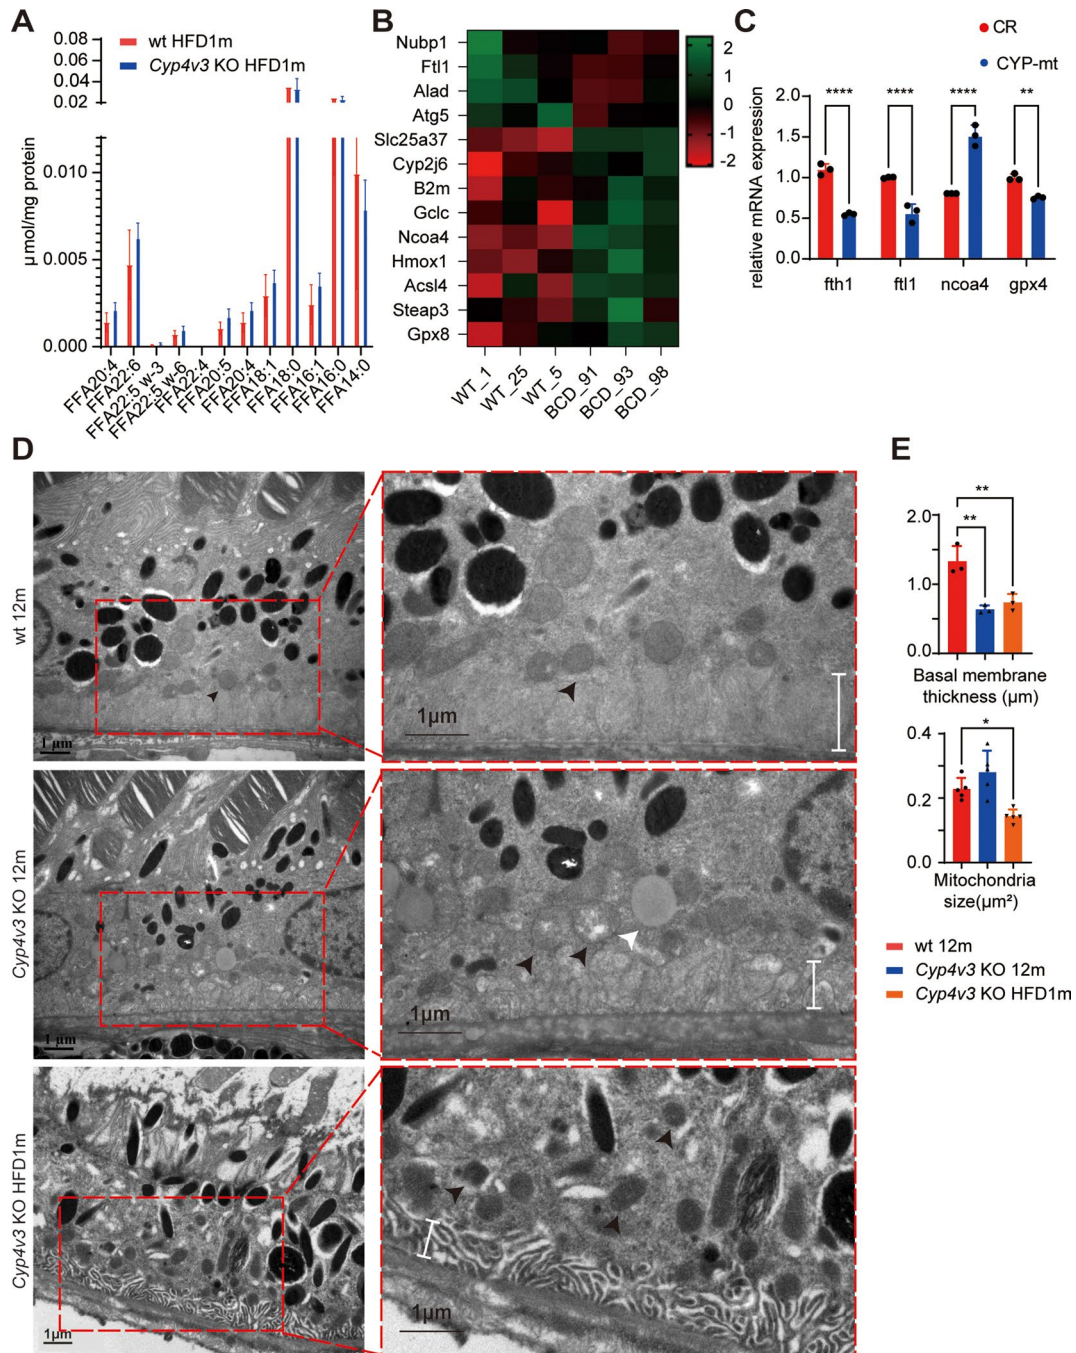 A
wt HFD1m
Cyp4v3 KO HFD1m
0.08
0.06
0.04
0.02
0.010
0.005
0.000
μmol/mg protein
FFA20:4
FFA22:6
FFA22:5 w-3
FFA22:5 w-6
FFA22:4
FFA20:5
FFA20:4
FFA18:1
FFA18:0
FFA16:1
FFA16:0
FFA14:0
B
Nubp1
Ftl1
Alad
Atg5
Slc25a37
Cyp2j6
B2m
Gclc
Ncoa4
Hmox1
Acsl4
Steap3
Gpx8
WT_1
WT_25
WT_5
BCD_91
BCD_93
BCD_98
2
1
0
-1
-2
C
CR
CYP-mt
relative mRNA expression
2.0
1.5
1.0
0.5
0.0
****
****
****
**
fth1
ftl1
ncoa4
gpx4
D
wt 12m
1 μm
1μm
Cyp4v3 KO 12m
1 μm
1μm
Cyp4v3 KO HFD1m
1μm
1μm
E
**
**
2.0
1.0
0.0
Basal membrane
thickness (μm)
*
0.4
0.2
0.0
Mitochondria
size(μm²)
wt 12m
Cyp4v3 KO 12m
Cyp4v3 KO HFD1m